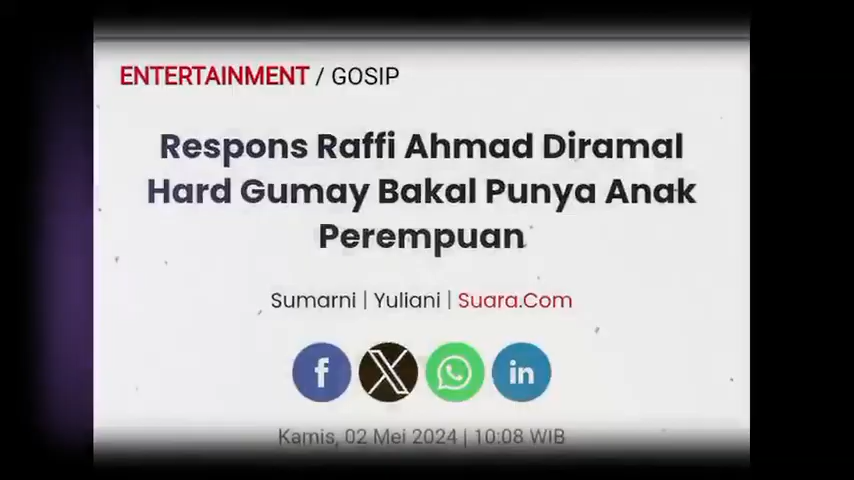 ENTERTAINMENT / GOSIP
Respons Raffi Ahmad Diramal
Hard Gumay Bakal Punya Anak
Perempuan
Sumarni | Yuliani | Suara.Com
Kamis, 02 Mei 2024 | 10:08 WIB